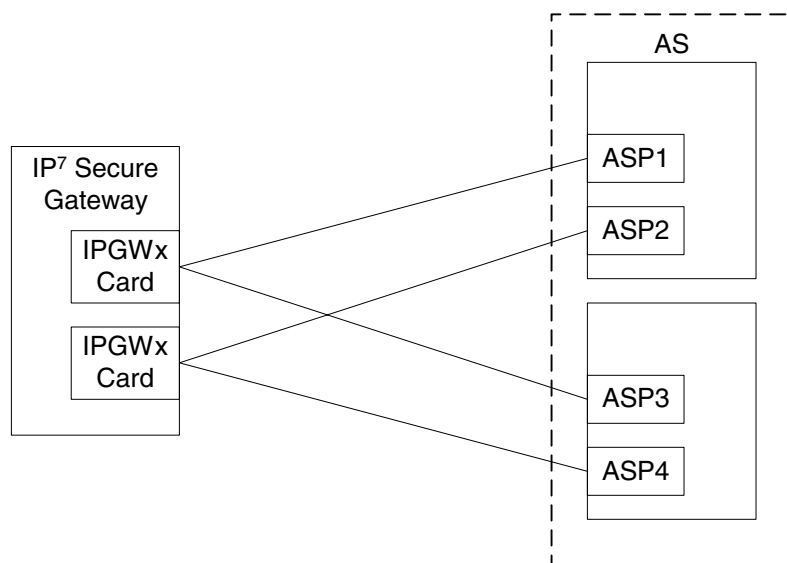 AS
IP⁷ Secure
Gateway
IPGWx
Card
IPGWx
Card
ASP1
ASP2
ASP3
ASP4